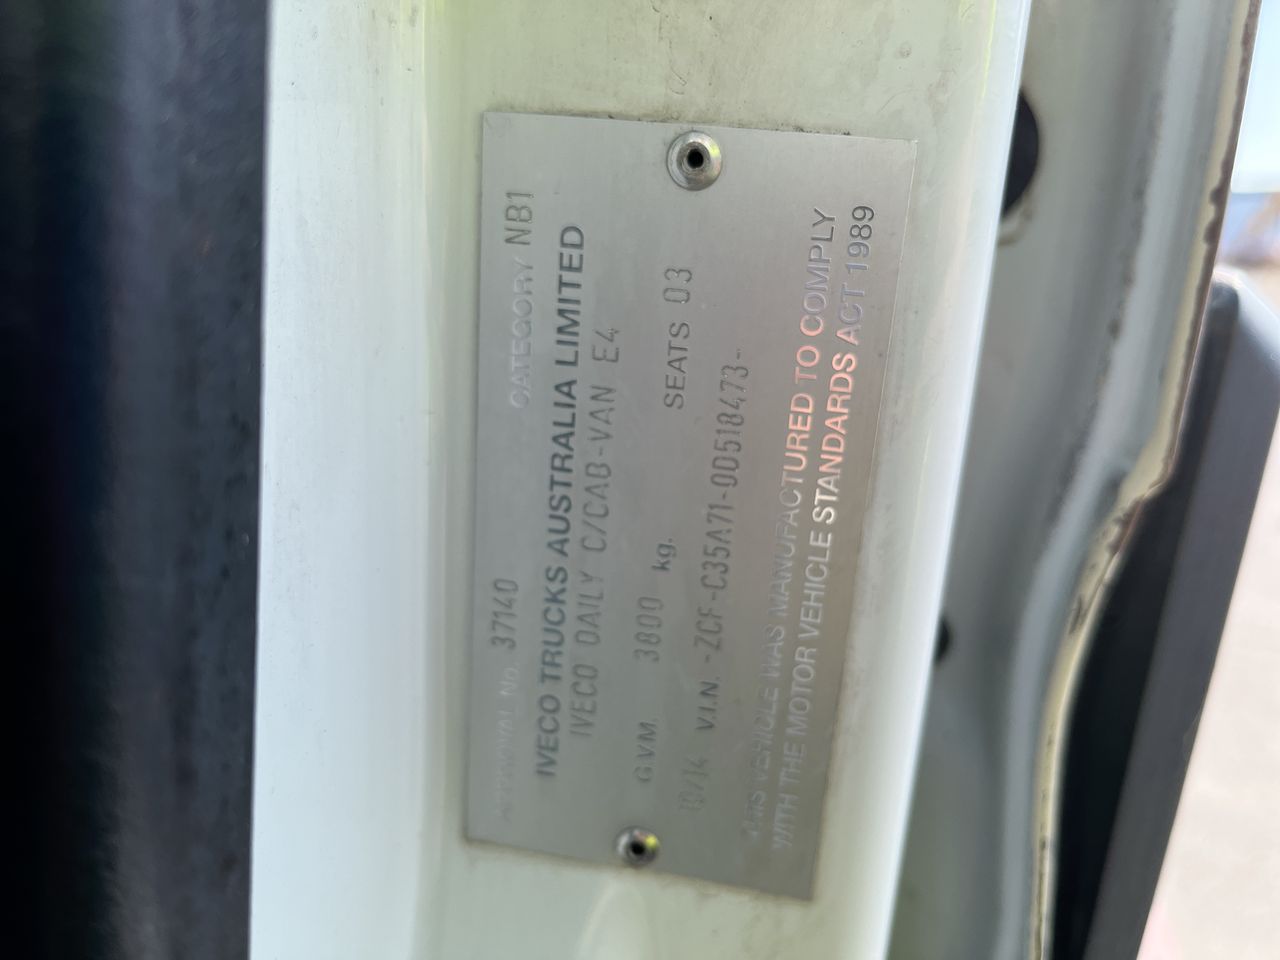 APPROVAL No. 37140 CATEGORY NB1
IVECO TRUCKS AUSTRALIA LIMITED
IVECO DAILY C/CAB-VAN E4
G.V.M. 3800 kg. SEATS 03
10/14 V.I.N. -ZCF-C35A71-0D518473-
THIS VEHICLE WAS MANUFACTURED TO COMPLY
WITH THE MOTOR VEHICLE STANDARDS ACT 1989